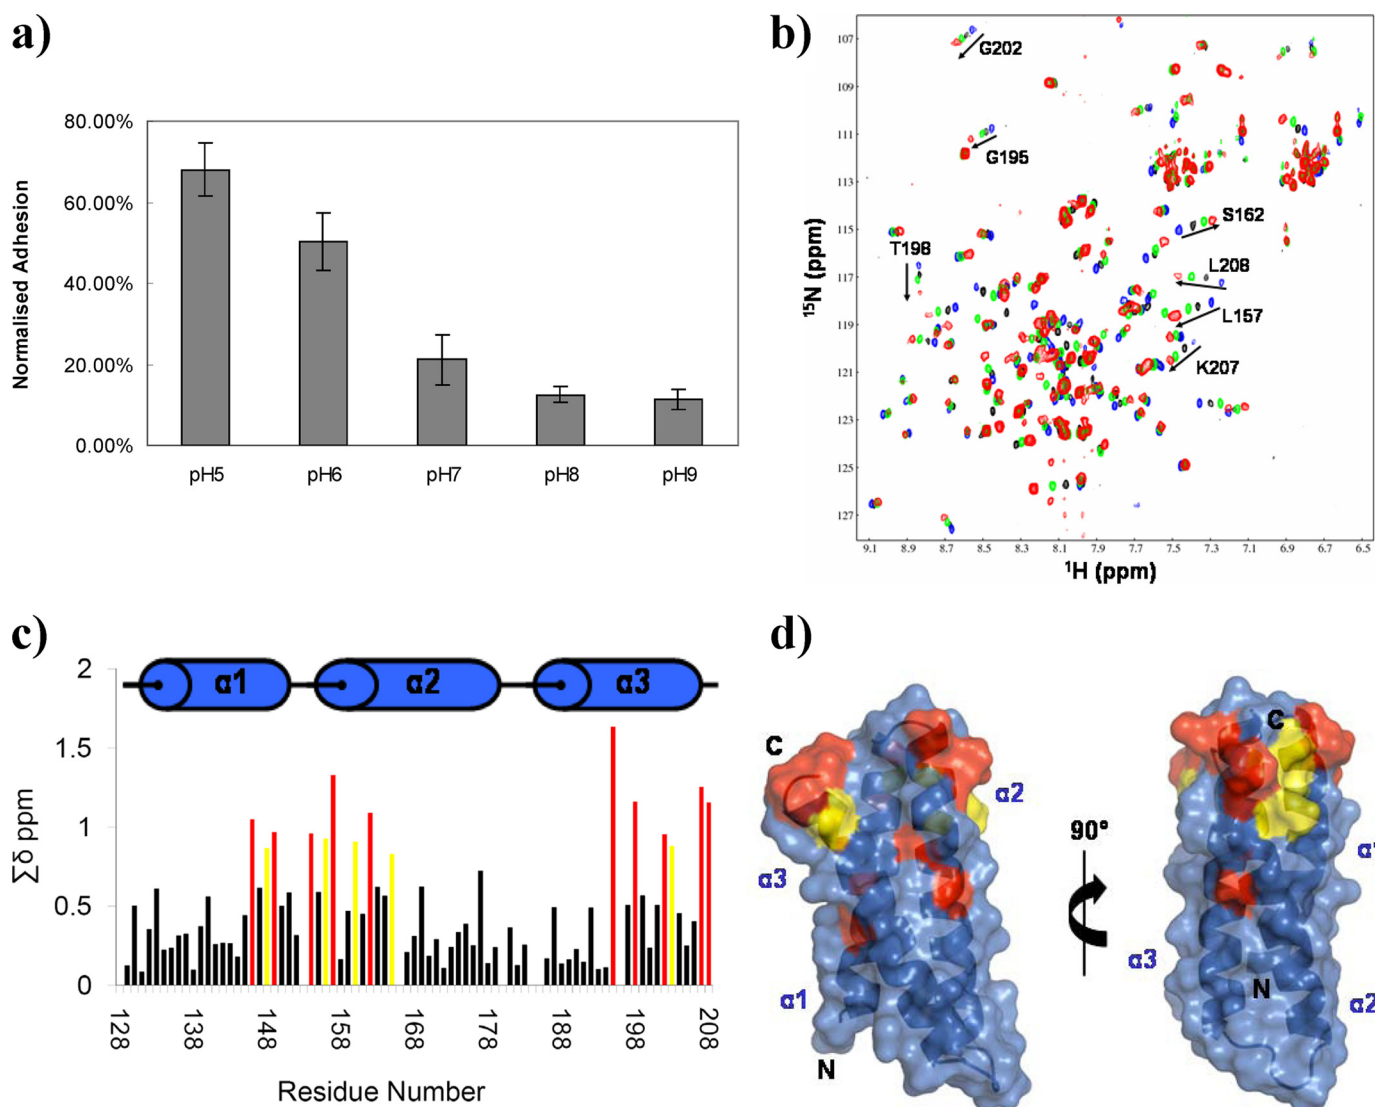 a)
80.00%
60.00%
40.00%
20.00%
0.00%
Normalised Adhesion
pH5 pH6 pH7 pH8 pH9
b)
107
111
113
115
117
119
121
123
125
127
¹⁵N (ppm)
G202
G195
S162
T198
L208
L157
K207
9.1 8.9 8.7 8.5 8.3 8.1 7.9 7.7 7.5 7.3 7.1 6.9 6.7 6.5
¹H (ppm)
c)
α1 α2 α3
2
1.5
1
0.5
0
∑δ ppm
128 138 148 158 168 178 188 198 208
Residue Number
d)
C
α2
α3
α1
N
90°
C
α3
N
α2